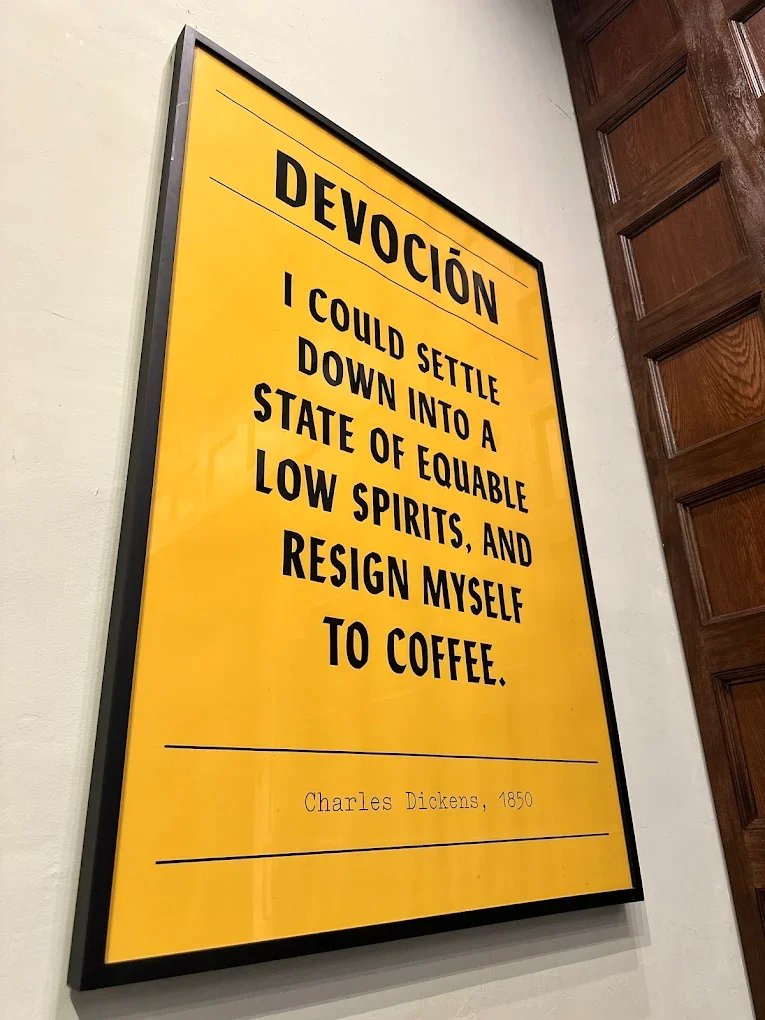 DEVOCIÓN
I COULD SETTLE
DOWN INTO A
STATE OF EQUABLE
LOW SPIRITS, AND
RESIGN MYSELF
TO COFFEE.
Charles Dickens, 1850